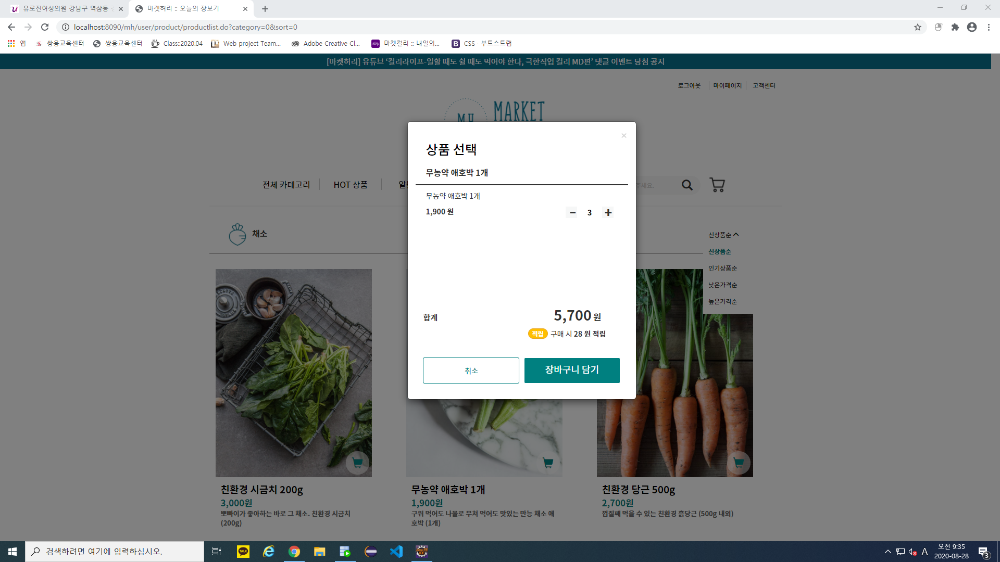 유로진여성의원 강남구 역삼동
마켓허리 :: 오늘의 장보기
localhost:8090/mh/user/product/productlist.do?category=0&sort=0
앱
쌍용교육센터
쌍용교육센터
Class::2020.04
Web project Team...
Adobe Creative Cl...
마켓컬리 :: 내일의...
CSS · 부트스트랩
[마켓허리] 유튜브 ‘컬리라이프-일할 때도 쉴 때도 먹어야 한다, 극한직업 컬리 MD편’ 댓글 이벤트 당첨 공지
로그아웃
마이페이지
고객센터
MH
MARKET
전체 카테고리
HOT 상품
주세요.
채소
신상품순
신상품순
인기상품순
낮은가격순
높은가격순
상품 선택
무농약 애호박 1개
무농약 애호박 1개
1,900 원
3
합계
5,700 원
적립 구매 시 28 원 적립
취소
장바구니 담기
친환경 시금치 200g
3,000원
뽀빠이가 좋아하는 바로 그 채소. 친환경 시금치
(200g)
무농약 애호박 1개
1,900원
구워 먹어도 나물로 무쳐 먹어도 맛있는 만능 채소 애
호박 (1개)
친환경 당근 500g
2,700원
껍질째 먹을 수 있는 친환경 흙당근 (500g 내외)
검색하려면 여기에 입력하십시오.
TALK
A
오전 9:35
2020-08-28
3